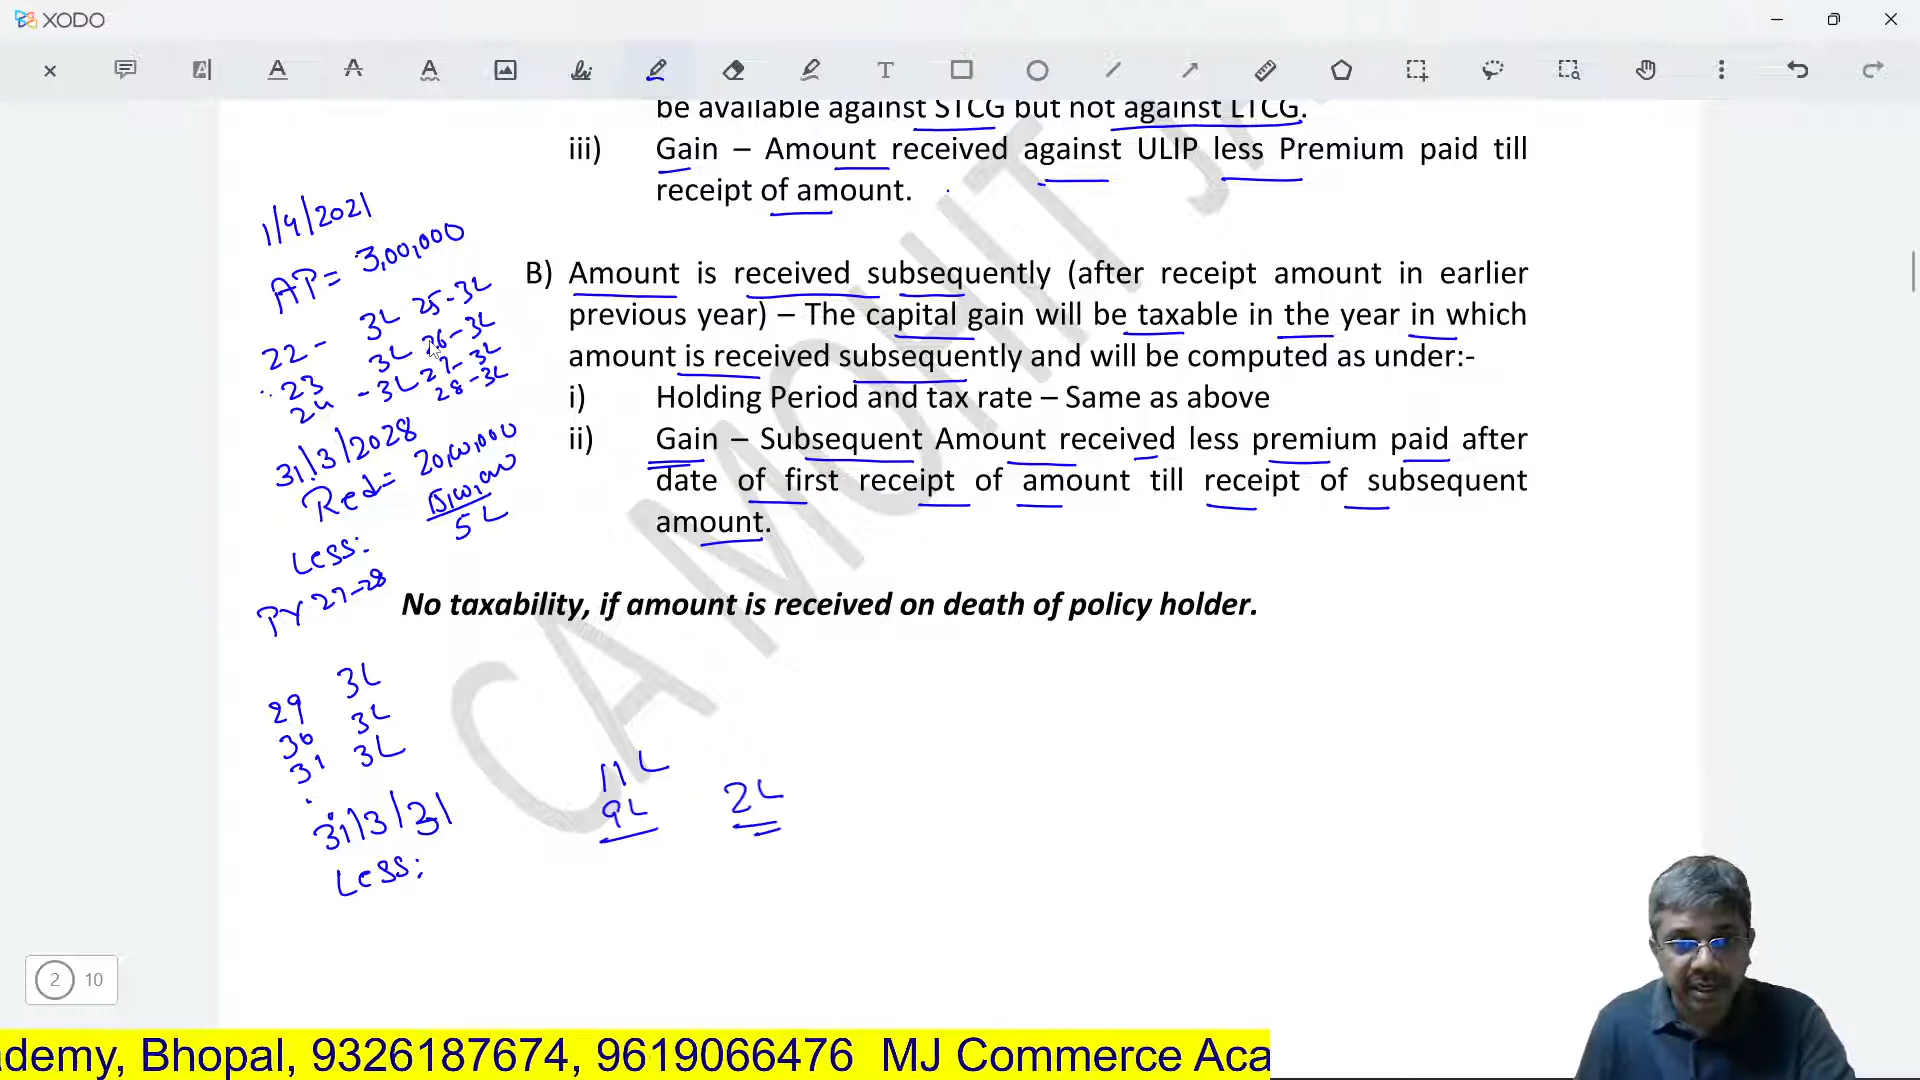 XODO
be available against STCG but not against LTCG.
iii) Gain – Amount received against ULIP less Premium paid till
receipt of amount.
B) Amount is received subsequently (after receipt amount in earlier
previous year) – The capital gain will be taxable in the year in which
amount is received subsequently and will be computed as under:-
i) Holding Period and tax rate – Same as above
ii) Gain – Subsequent Amount received less premium paid after
date of first receipt of amount till receipt of subsequent
amount.
No taxability, if amount is received on death of policy holder.
1/4/2021
AP = 3,00,000
22 - 3L 25-3L
23 3L 26-3L
24 - 3L 27-3L
28-3L
31/3/2028
Red = 20,00,000
15,00,000
Less: 5L
PY 27-28
29 3L
30 3L
31 3L
31/3/31 11L
9L 2L
Less:
CA MOHIT
2 10
ademy, Bhopal, 9326187674, 9619066476 MJ Commerce Aca